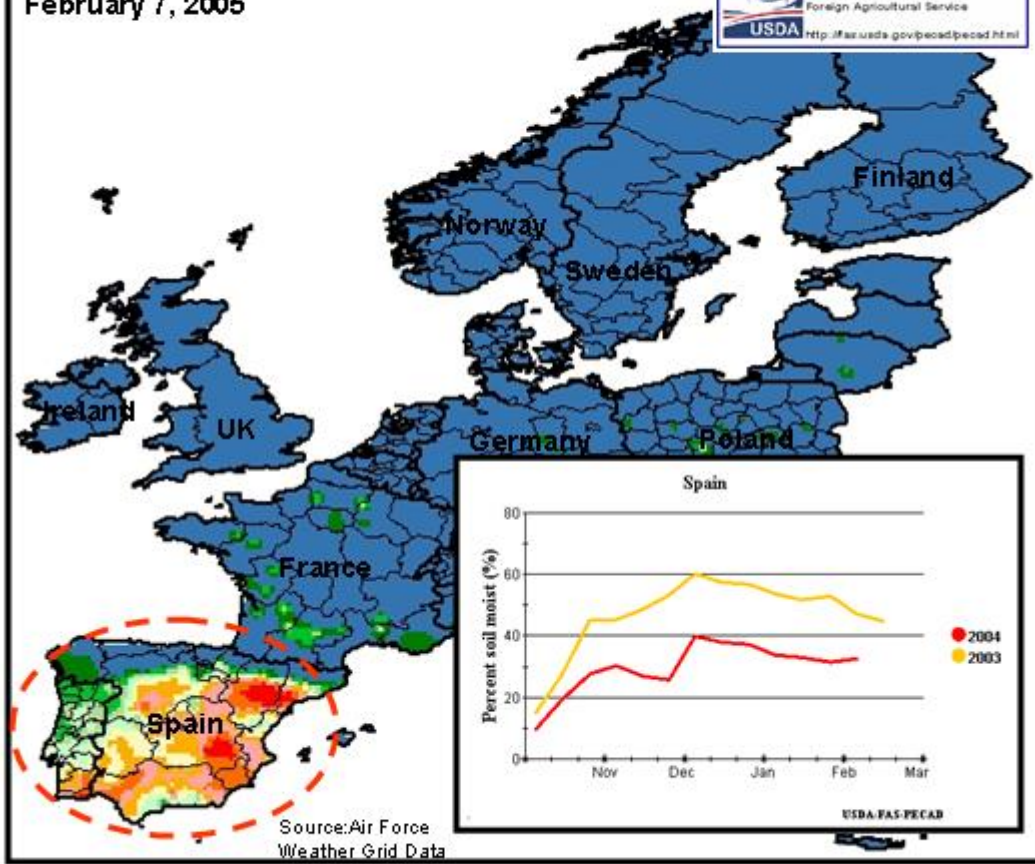 February 7, 2005
Foreign Agricultural Service
USDA
http://fas.usda.gov/pecad/pecad.html
Finland
Norway
Sweden
Ireland
UK
Germany
Poland
France
Spain
Spain
Percent soil moist (%)
80
60
40
20
0
Nov
Dec
Jan
Feb
Mar
2004
2003
USDA-FAS-PECAD
Source:Air Force
Weather Grid Data